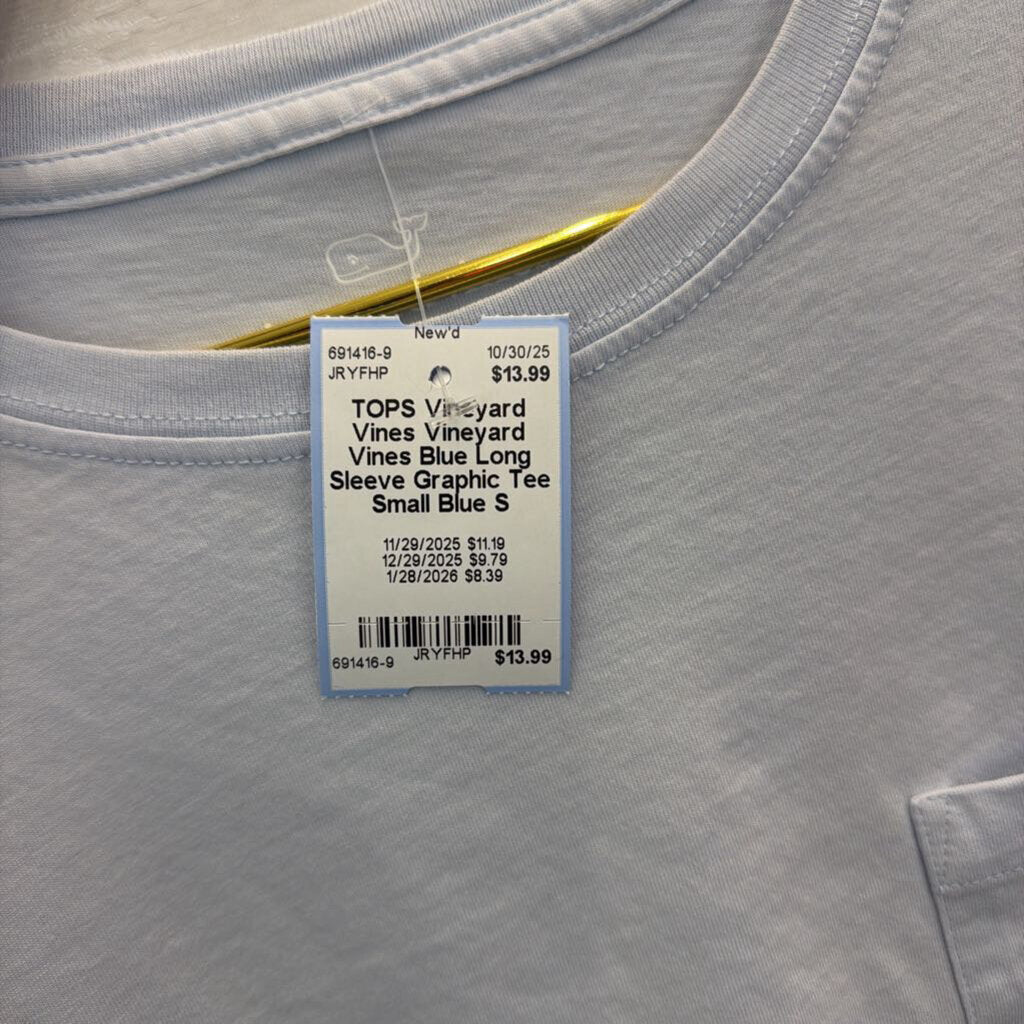 New'd
691416-9 10/30/25
JRYFHP $13.99
TOPS Vineyard
Vines Vineyard
Vines Blue Long
Sleeve Graphic Tee
Small Blue S
11/29/2025 $11.19
12/29/2025 $9.79
1/28/2026 $8.39
691416-9 JRYFHP $13.99